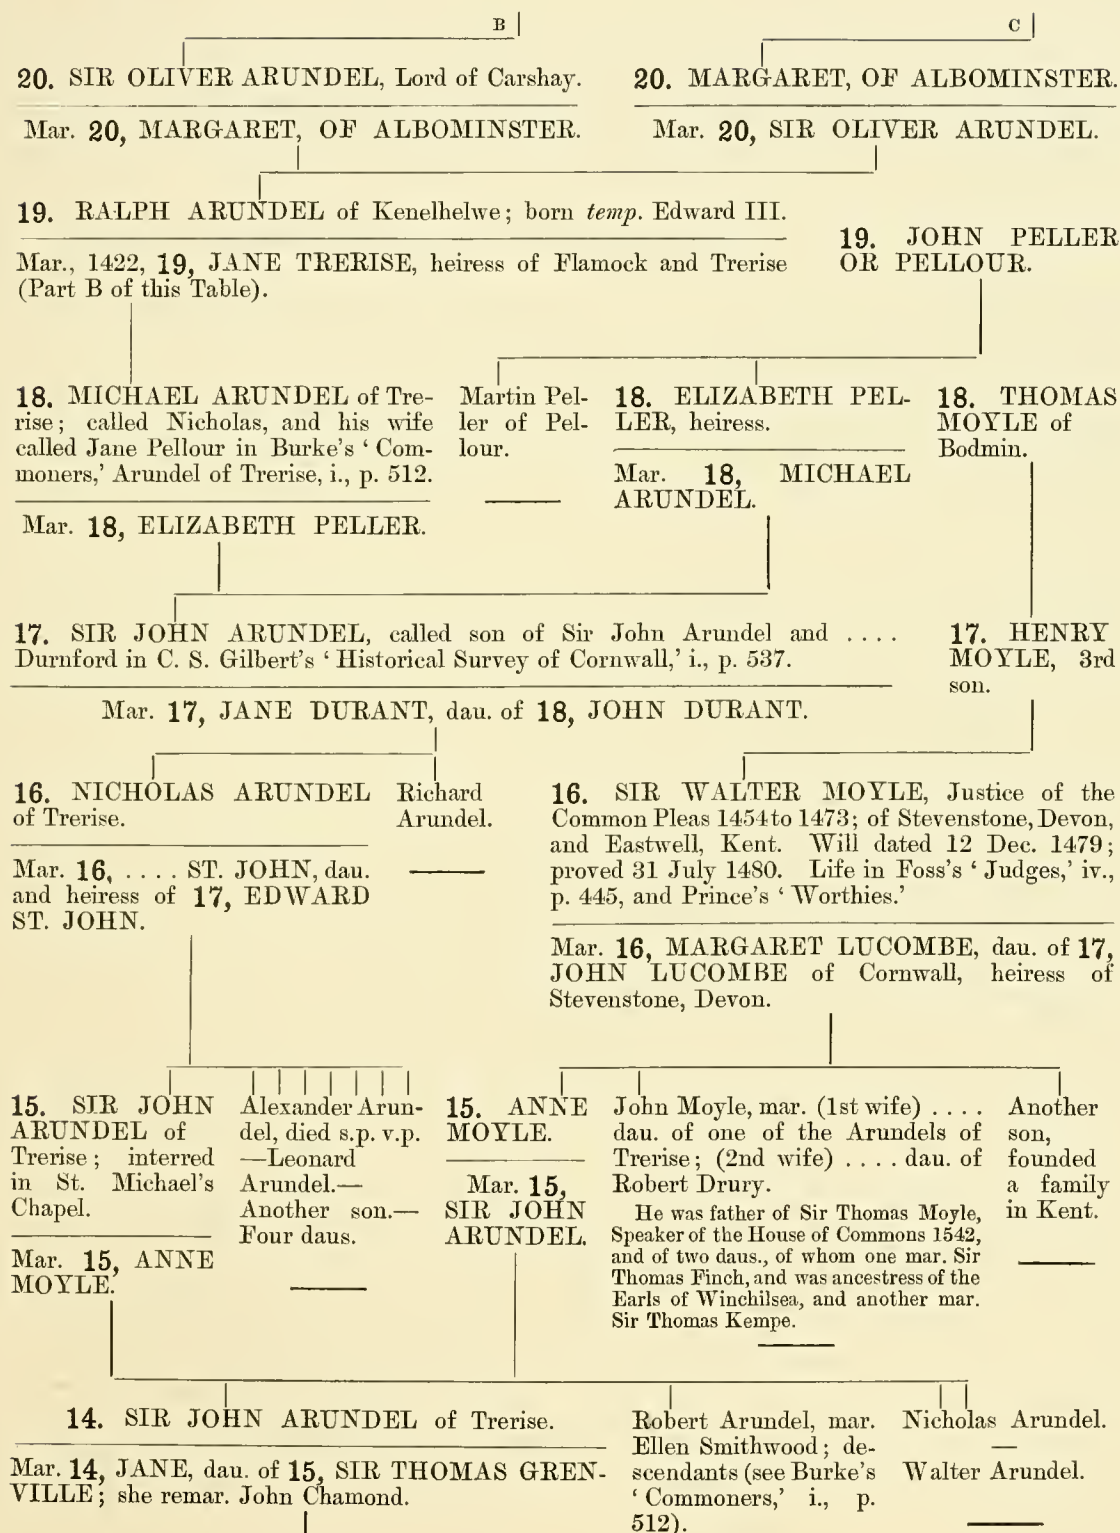 B
C
20. SIR OLIVER ARUNDEL, Lord of Carshay.
Mar. 20, MARGARET, OF ALBOMINSTER.
20. MARGARET, OF ALBOMINSTER.
Mar. 20, SIR OLIVER ARUNDEL.
19. RALPH ARUNDEL of Kenelhelwe; born temp. Edward III.
Mar., 1422, 19, JANE TRERISE, heiress of Flamock and Trerise
(Part B of this Table).
19. JOHN PELLER
OR PELLOUR.
18. MICHAEL ARUNDEL of Tre-
rise; called Nicholas, and his wife
called Jane Pellour in Burke's ‘ Com-
moners,’ Arundel of Trerise, i., p. 512.
Mar. 18, ELIZABETH PELLER.
Martin Pel-
ler of Pel-
lour.
18. ELIZABETH PEL-
LER, heiress.
Mar. 18, MICHAEL
ARUNDEL.
18. THOMAS
MOYLE of
Bodmin.
17. SIR JOHN ARUNDEL, called son of Sir John Arundel and . . . .
Durnford in C. S. Gilbert's ‘ Historical Survey of Cornwall,’ i., p. 537.
Mar. 17, JANE DURANT, dau. of 18, JOHN DURANT.
17. HENRY
MOYLE, 3rd
son.
16. NICHOLAS ARUNDEL
of Trerise.
Mar. 16, . . . . ST. JOHN, dau.
and heiress of 17, EDWARD
ST. JOHN.
Richard
Arundel.
16. SIR WALTER MOYLE, Justice of the
Common Pleas 1454 to 1473; of Stevenstone, Devon,
and Eastwell, Kent. Will dated 12 Dec. 1479;
proved 31 July 1480. Life in Foss's ‘ Judges,’ iv.,
p. 445, and Prince's ‘ Worthies.’
Mar. 16, MARGARET LUCOMBE, dau. of 17,
JOHN LUCOMBE of Cornwall, heiress of
Stevenstone, Devon.
15. SIR JOHN
ARUNDEL of
Trerise; interred
in St. Michael's
Chapel.
Mar. 15, ANNE
MOYLE.
Alexander Arun-
del, died s.p. v.p.
—Leonard
Arundel.—
Another son.—
Four daus.
15. ANNE
MOYLE.
Mar. 15,
SIR JOHN
ARUNDEL.
John Moyle, mar. (1st wife) . . . .
dau. of one of the Arundels of
Trerise; (2nd wife) . . . . dau. of
Robert Drury.
He was father of Sir Thomas Moyle,
Speaker of the House of Commons 1542,
and of two daus., of whom one mar. Sir
Thomas Finch, and was ancestress of the
Earls of Winchilsea, and another mar.
Sir Thomas Kempe.
Another
son,
founded
a family
in Kent.
14. SIR JOHN ARUNDEL of Trerise.
Mar. 14, JANE, dau. of 15, SIR THOMAS GREN-
VILLE; she remar. John Chamond.
Robert Arundel, mar.
Ellen Smithwood; de-
scendants (see Burke's
‘ Commoners,’ i., p.
512).
Nicholas Arundel.
—
Walter Arundel.